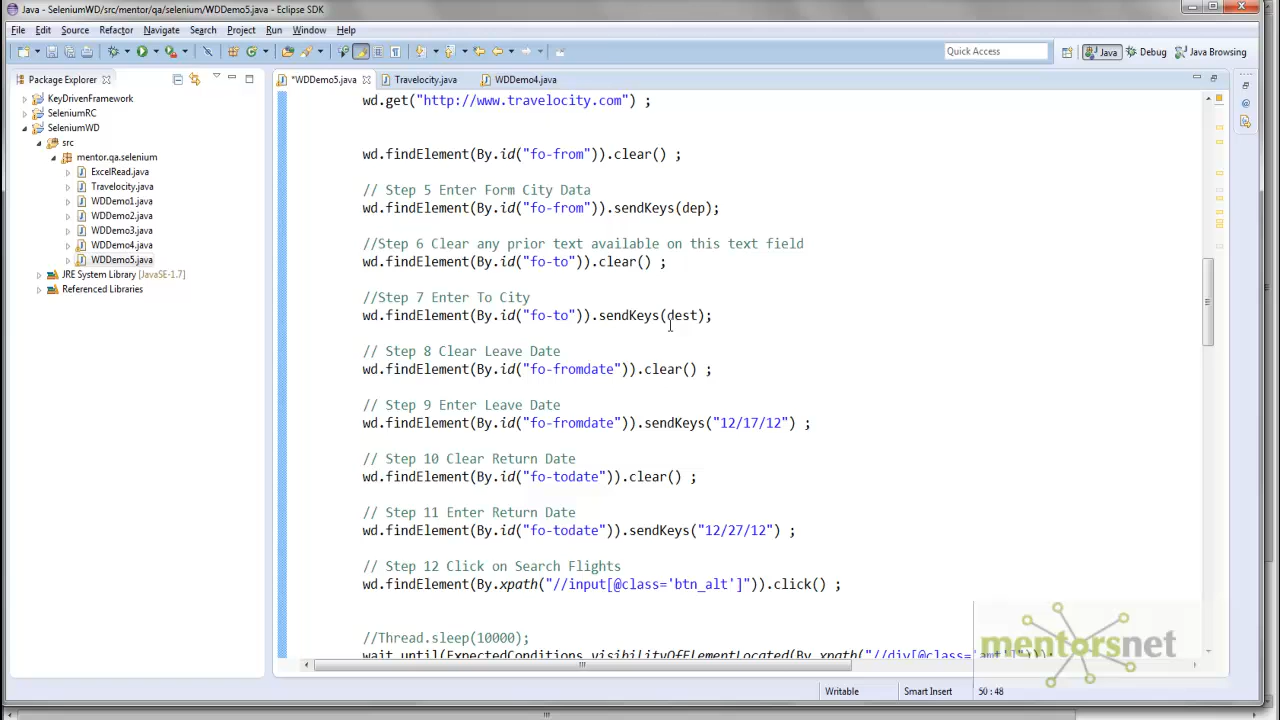 Java - SeleniumWD/src/mentor/qa/selenium/WDDemo5.java - Eclipse SDK
File Edit Source Refactor Navigate Search Project Run Window Help
Quick Access
Java Debug Java Browsing
Package Explorer
*WDDemo5.java Travelocity.java WDDemo4.java
KeyDrivenFramework
SeleniumRC
SeleniumWD
src
mentor.qa.selenium
ExcelRead.java
Travelocity.java
WDDemo1.java
WDDemo2.java
WDDemo3.java
WDDemo4.java
WDDemo5.java
JRE System Library [JavaSE-1.7]
Referenced Libraries
wd.get("http://www.travelocity.com") ;
wd.findElement(By.id("fo-from")).clear() ;
// Step 5 Enter Form City Data
wd.findElement(By.id("fo-from")).sendKeys(dep);
//Step 6 Clear any prior text available on this text field
wd.findElement(By.id("fo-to")).clear() ;
//Step 7 Enter To City
wd.findElement(By.id("fo-to")).sendKeys(dest);
// Step 8 Clear Leave Date
wd.findElement(By.id("fo-fromdate")).clear() ;
// Step 9 Enter Leave Date
wd.findElement(By.id("fo-fromdate")).sendKeys("12/17/12") ;
// Step 10 Clear Return Date
wd.findElement(By.id("fo-todate")).clear() ;
// Step 11 Enter Return Date
wd.findElement(By.id("fo-todate")).sendKeys("12/27/12") ;
// Step 12 Click on Search Flights
wd.findElement(By.xpath("//input[@class='btn_alt']")).click() ;
//Thread.sleep(10000);
wait.until(ExpectedConditions.visibilityOfElementLocated(By.xpath("//div[@class='amt']")));
mentorsnet
Writable Smart Insert 50 : 48